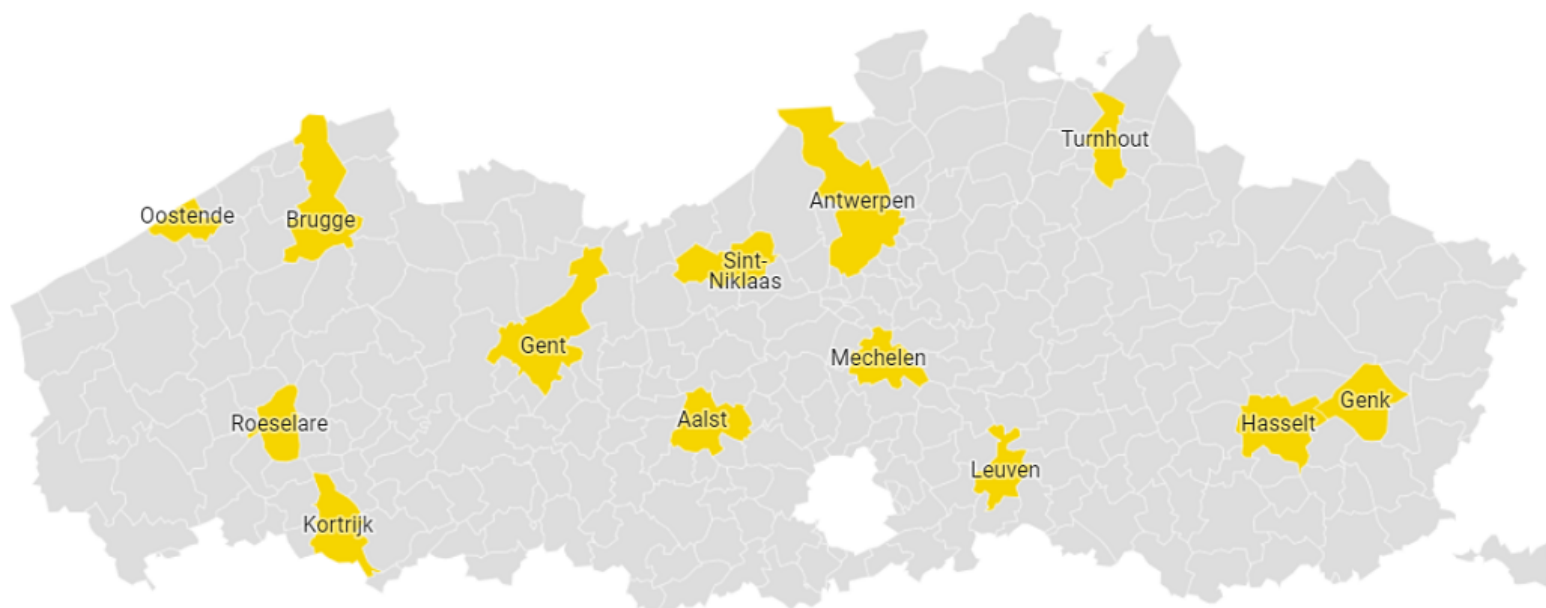 Turnhout
Antwerpen
Oostende
Brugge
Sint-
Niklaas
Gent
Mechelen
Genk
Aalst
Roeselare
Hasselt
Leuven
Kortrijk